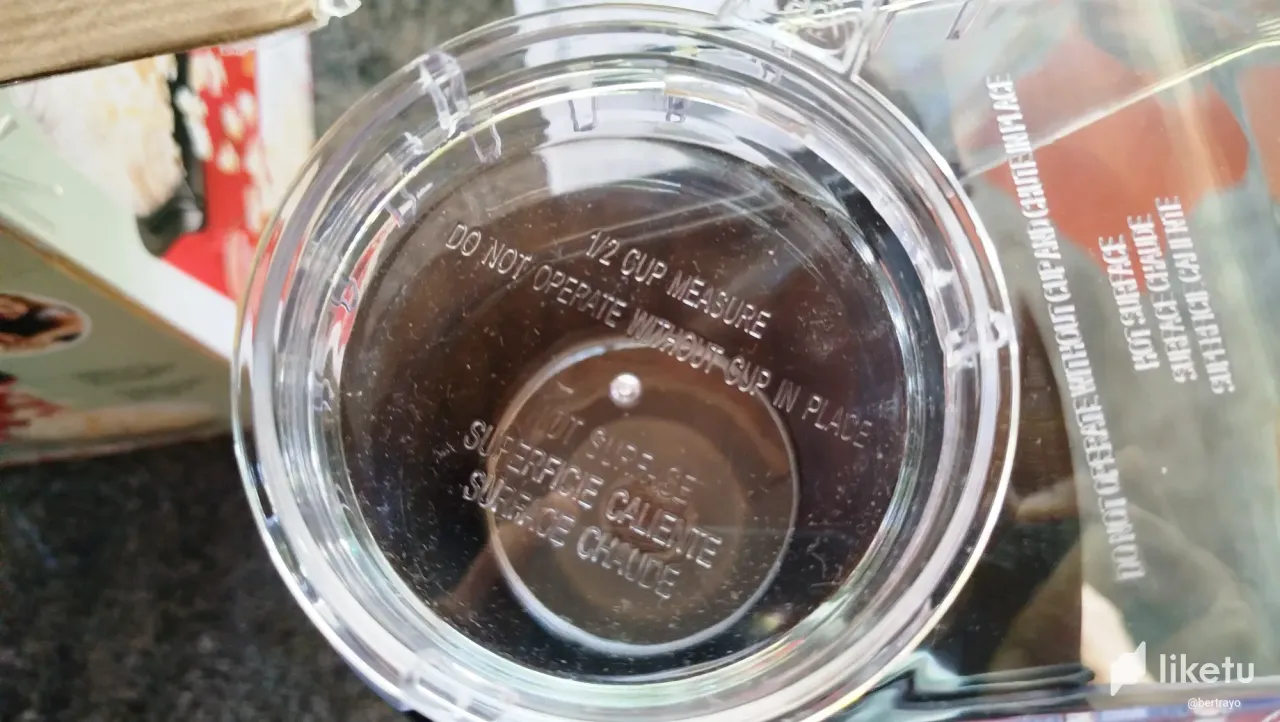 1/2 CUP MEASURE
DO NOT OPERATE WITHOUT CUP IN PLACE
HOT SURFACE
SUPERFICIE CALIENTE
SURFACE CHAUDE
DO NOT OPERATE WITHOUT CUP AND CHUTE IN PLACE
HOT SURFACE
SURFACE CHAUDE
SUPERFICIE CALIENTE
liketu
@bertrayo